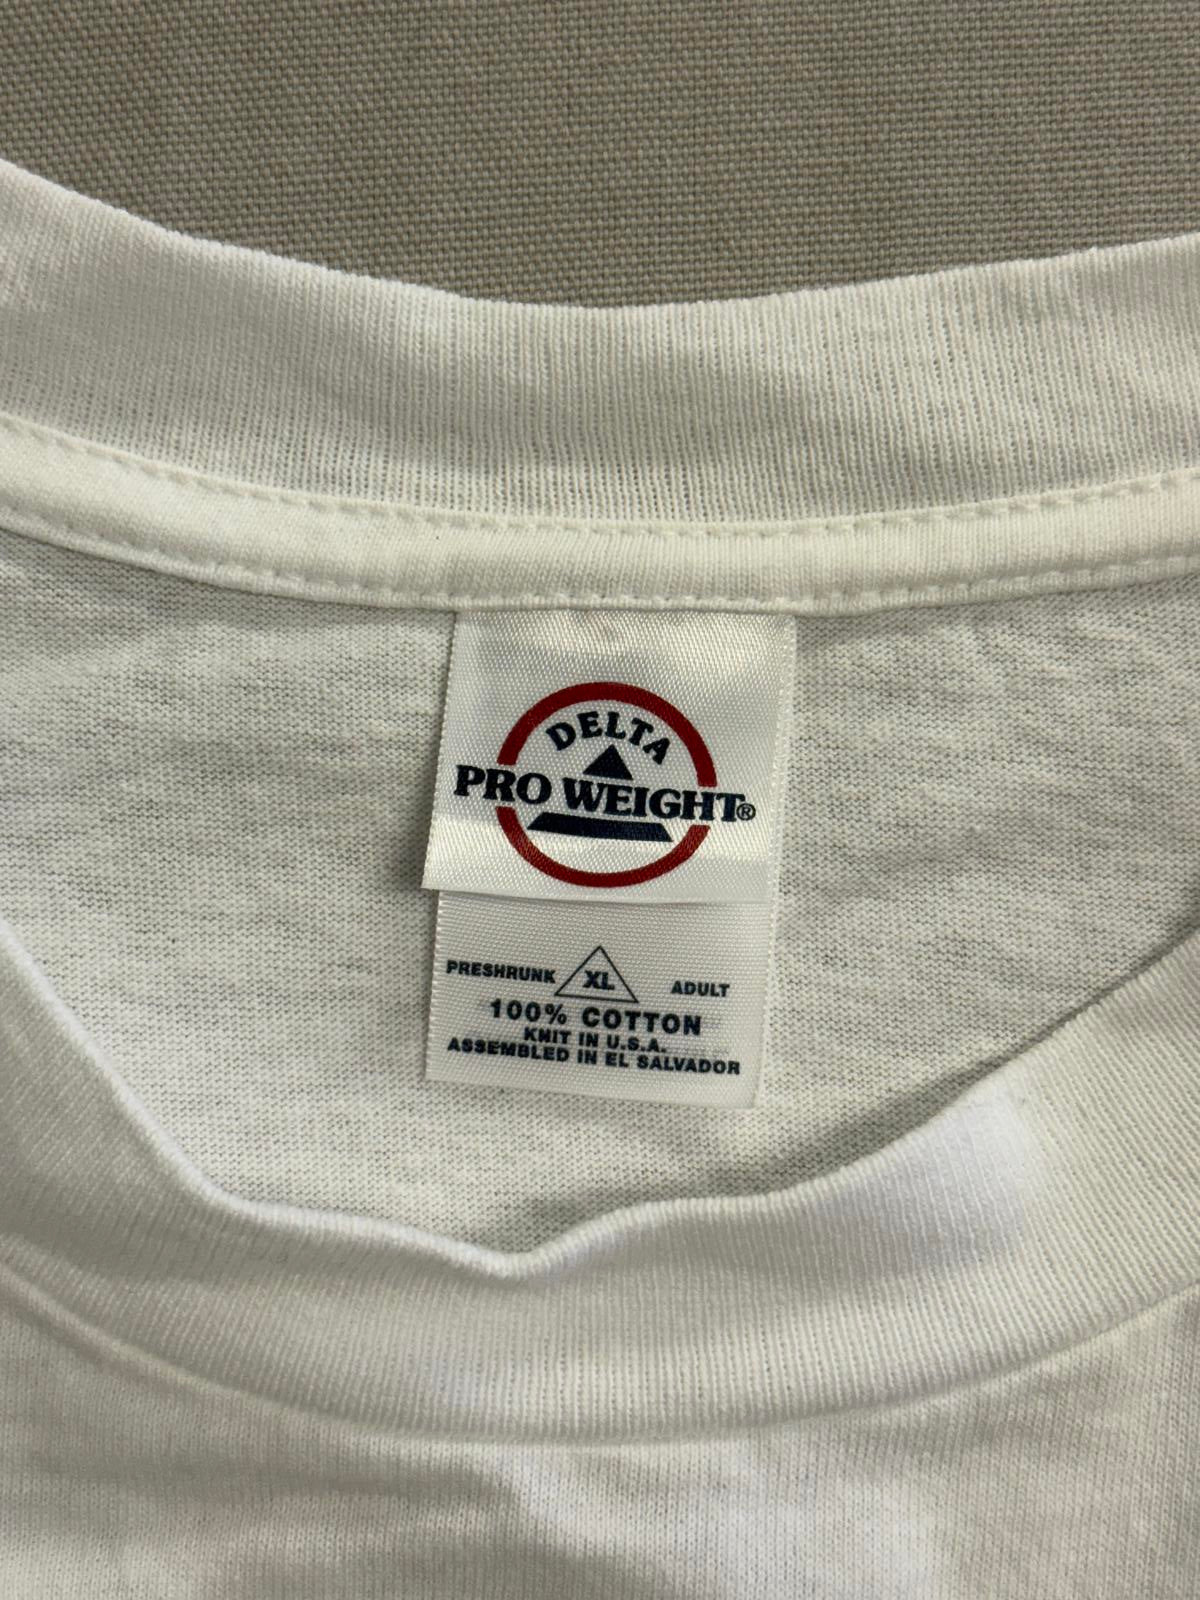 DELTA
PRO WEIGHT®
PRESHRUNK XL ADULT
100% COTTON
KNIT IN U.S.A.
ASSEMBLED IN EL SALVADOR